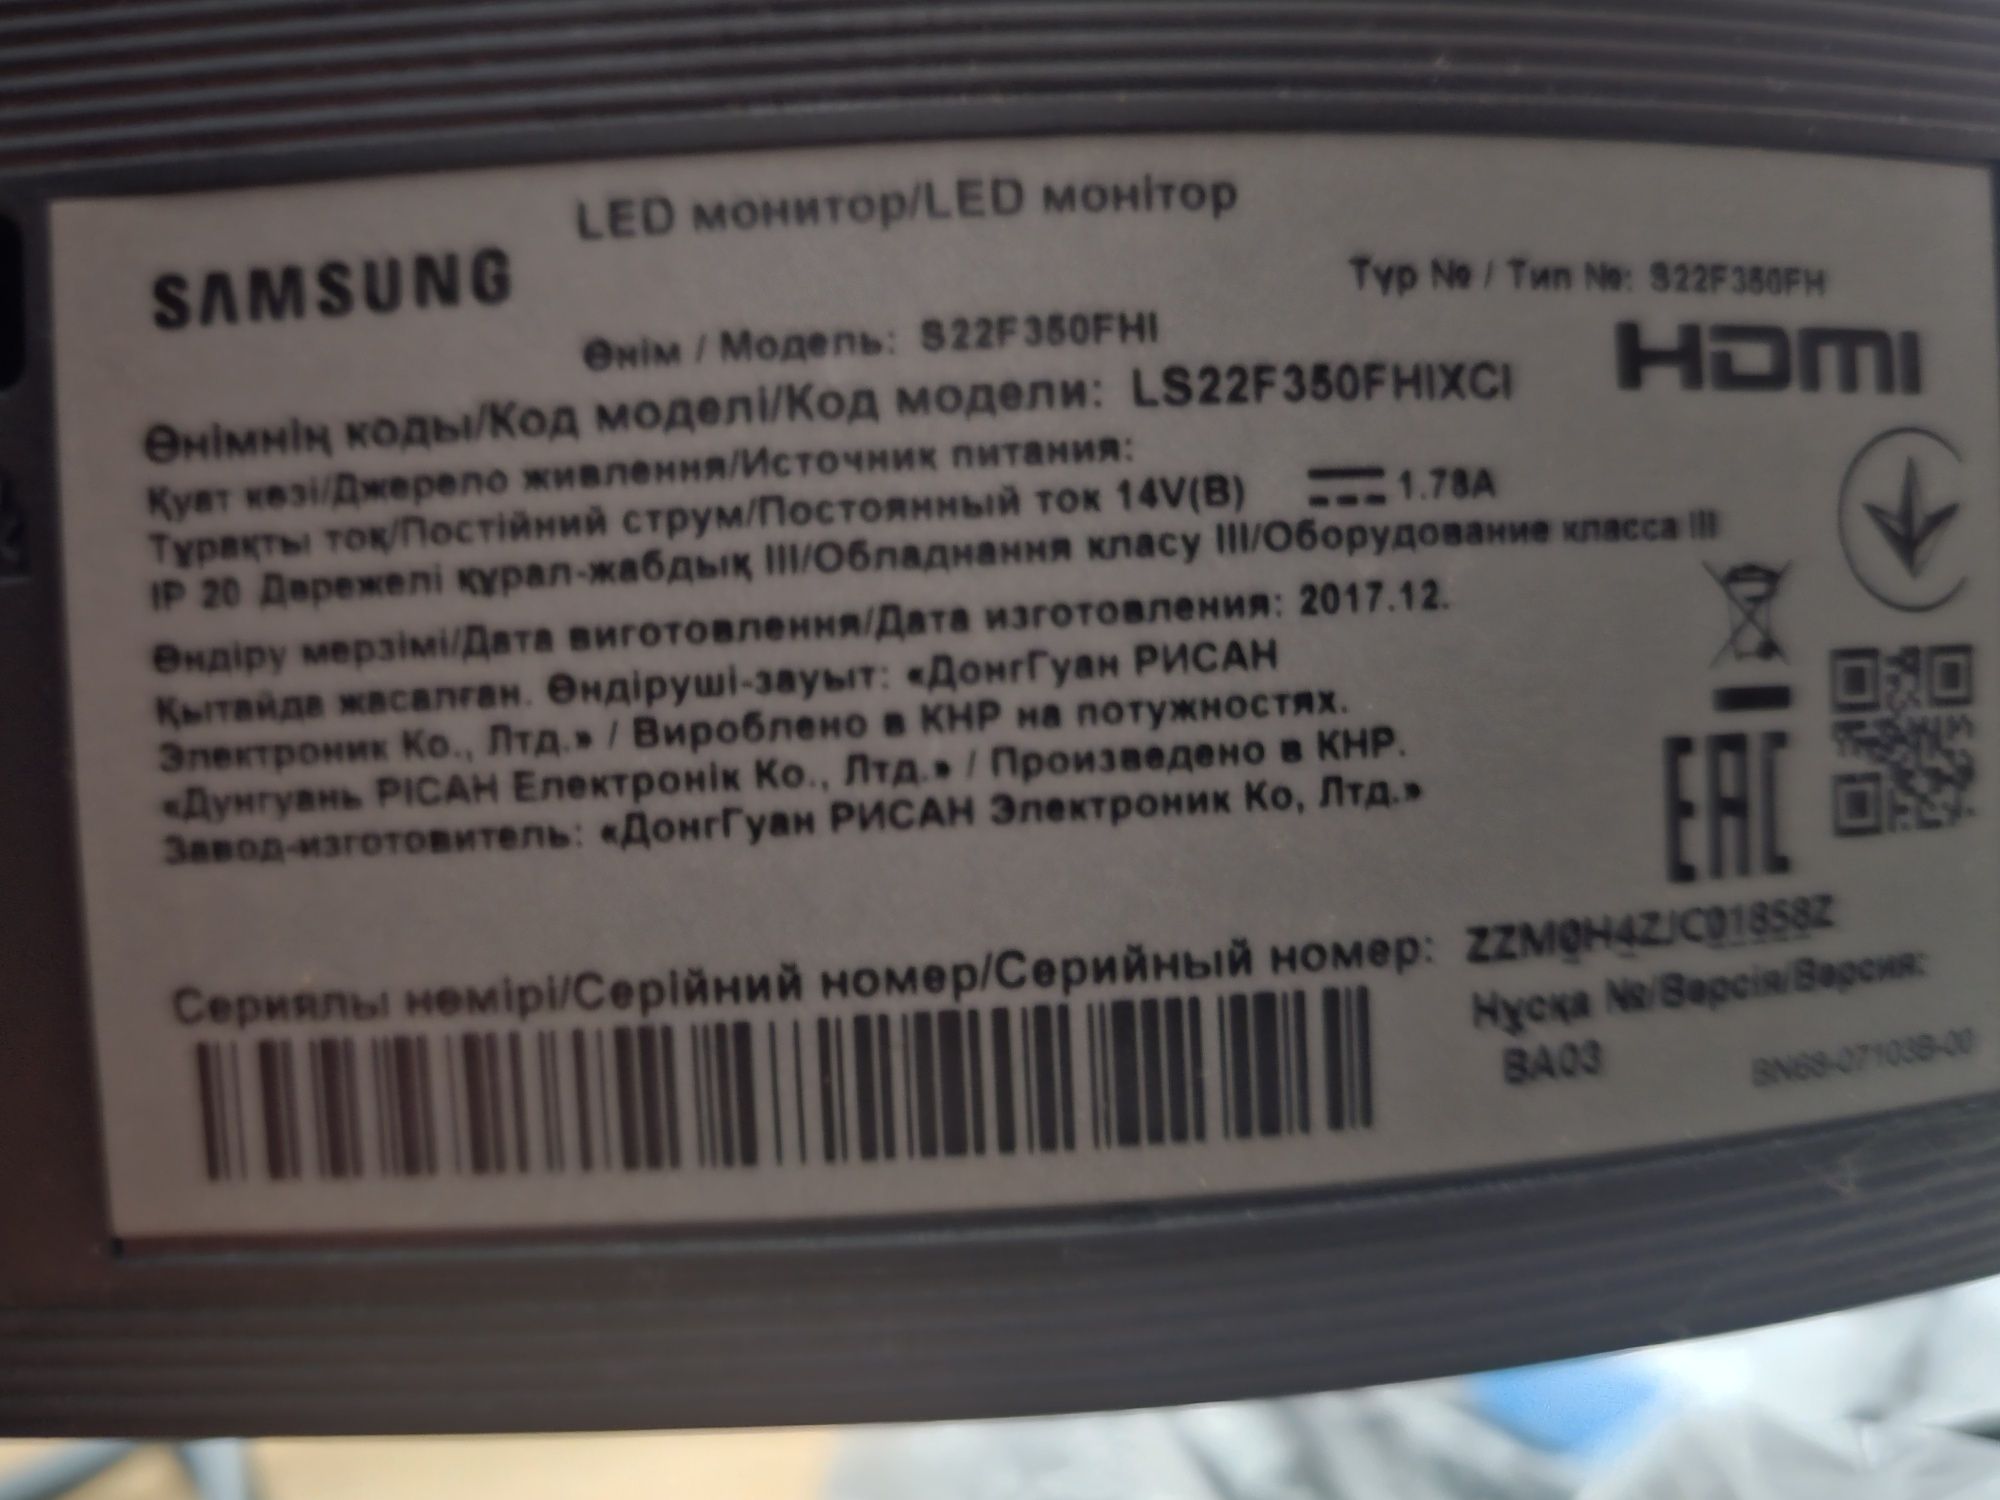 LED монитор/LED монітор
SAMSUNG
Түр № / Тип №: S22F350FH
Өнім / Модель: S22F350FHI
HDMI
Өнімнің коды/Код моделі/Код модели: LS22F350FHIXCI
Қуат көзі/Джерело живлення/Источник питания:
Тұрақты тоқ/Постійний струм/Постоянный ток 14V(B) 1.78A
IP 20 Дәрежелі құрал-жабдық III/Обладнання класу III/Оборудование класса III
Өндіру мерзімі/Дата виготовлення/Дата изготовления: 2017.12.
Қытайда жасалған. Өндіруші-зауыт: «ДонгГуан РИСАН
Электроник Ко., Лтд.» / Вироблено в КНР на потужностях.
«Дунгуань РІСАН Електронік Ко., Лтд.» / Произведено в КНР.
Завод-изготовитель: «ДонгГуан РИСАН Электроник Ко, Лтд.»
EAC
Сериялы нөмірі/Серійний номер/Серийный номер:
Нұсқа №/Версія/Версия:
BA03
BN68-07103B-00